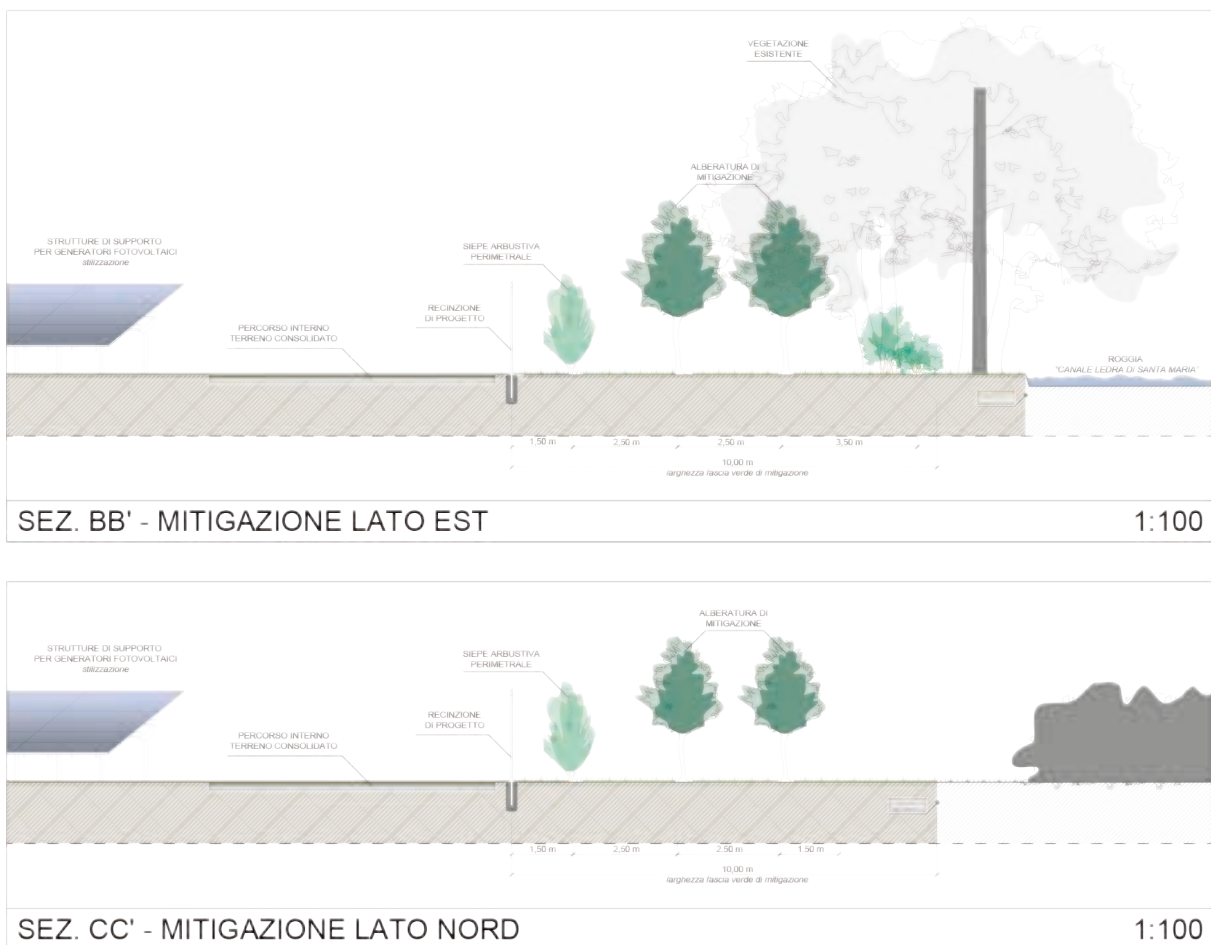 VEGETAZIONE
ESISTENTE
ALBERATURA DI
MITIGAZIONE
STRUTTURE DI SUPPORTO
PER GENERATORI FOTOVOLTAICI
stilizzazione
SIEPE ARBUSTIVA
PERIMETRALE
RECINZIONE
DI PROGETTO
PERCORSO INTERNO
TERRENO CONSOLIDATO
ROGGIA
"CANALE LEDRA DI SANTA MARIA"
1,50 m
2,50 m
2,50 m
3,50 m
10,00 m
larghezza fascia verde di mitigazione
SEZ. BB' - MITIGAZIONE LATO EST
1:100
ALBERATURA DI
MITIGAZIONE
STRUTTURE DI SUPPORTO
PER GENERATORI FOTOVOLTAICI
stilizzazione
SIEPE ARBUSTIVA
PERIMETRALE
RECINZIONE
DI PROGETTO
PERCORSO INTERNO
TERRENO CONSOLIDATO
1,50 m
2,50 m
2,50 m
1,50 m
10,00 m
larghezza fascia verde di mitigazione
SEZ. CC' - MITIGAZIONE LATO NORD
1:100